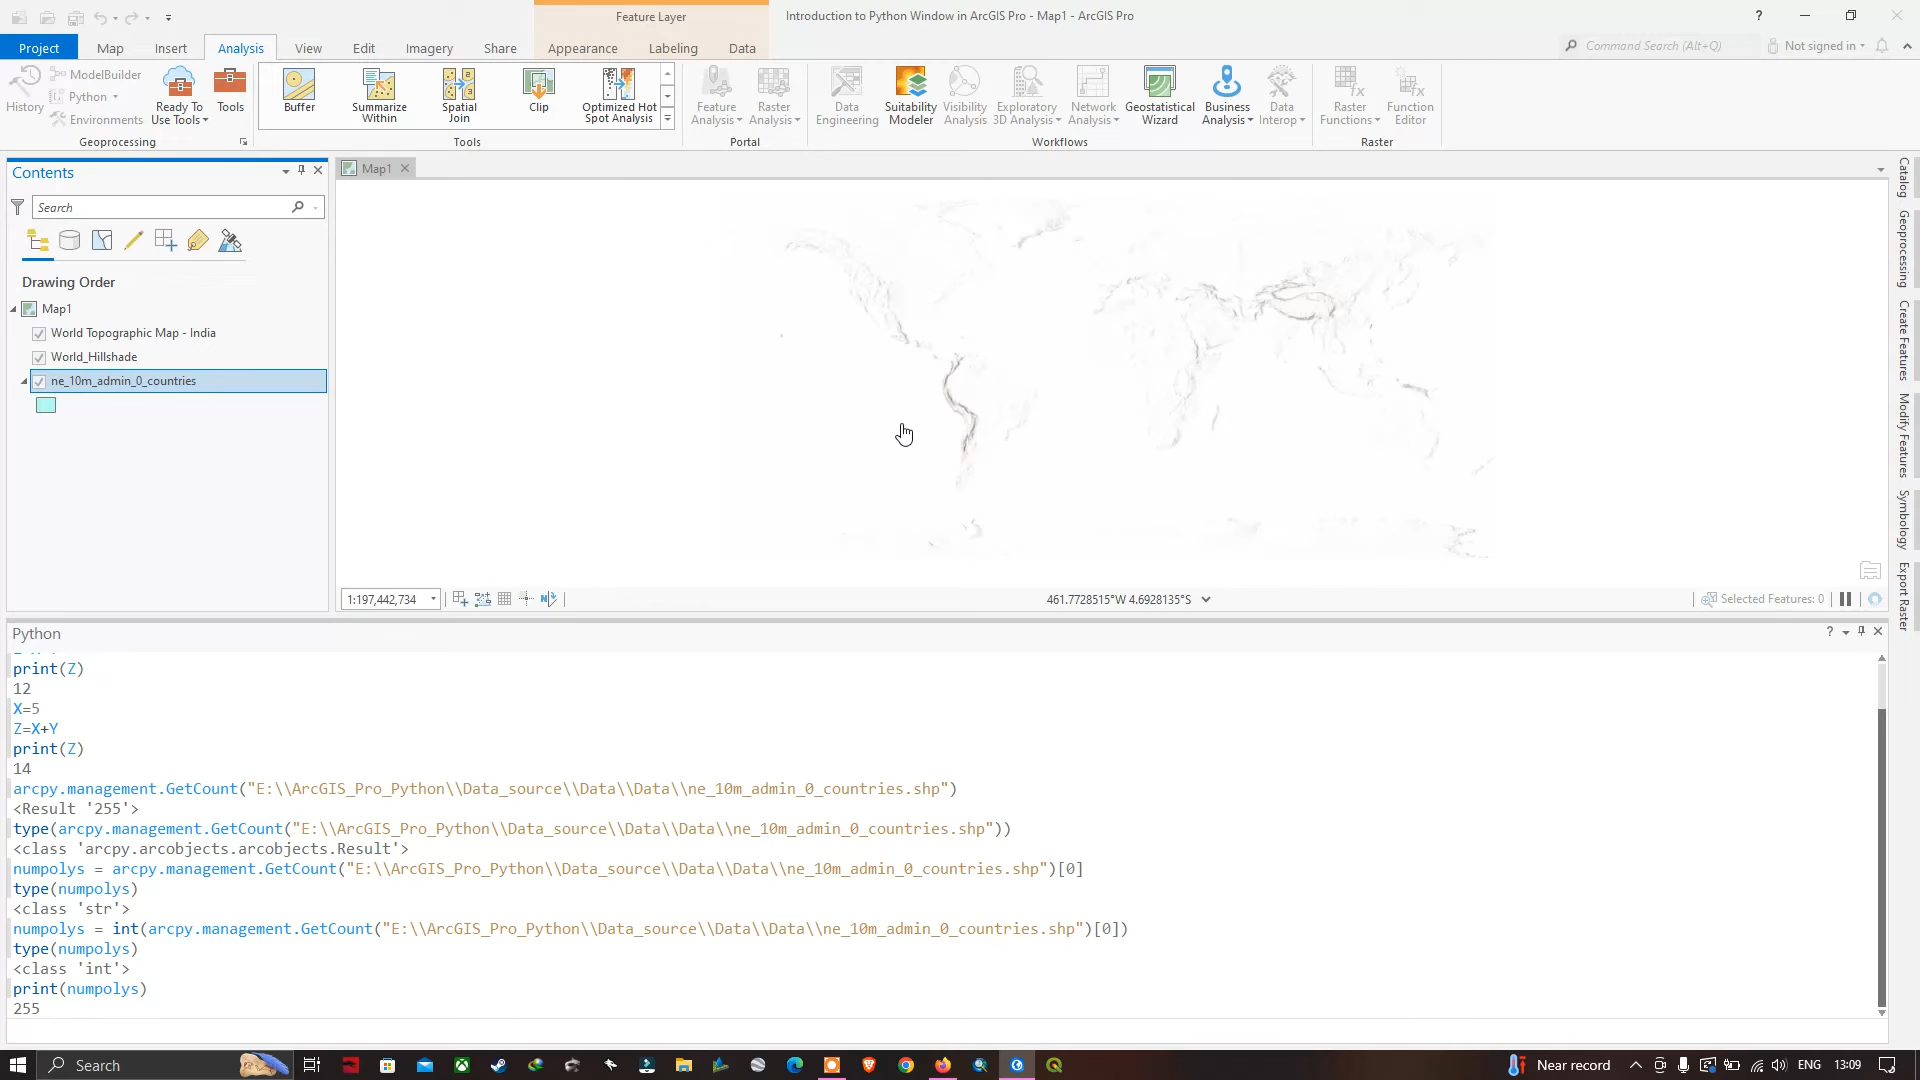 Feature Layer
Introduction to Python Window in ArcGIS Pro - Map1 - ArcGIS Pro
?
Project
Map
Insert
Analysis
View
Edit
Imagery
Share
Appearance
Labeling
Data
Command Search (Alt+Q)
Not signed in
History
ModelBuilder
Python
Environments
Ready To
Use Tools
Tools
Buffer
Summarize
Within
Spatial
Join
Clip
Optimized Hot
Spot Analysis
Feature
Analysis
Raster
Analysis
Data
Engineering
Suitability
Modeler
Visibility
Analysis
Exploratory
3D Analysis
Network
Analysis
Geostatistical
Wizard
Business
Analysis
Data
Interop
Raster
Functions
Function
Editor
Geoprocessing
Tools
Portal
Workflows
Raster
Contents
Search
Drawing Order
Map1
World Topographic Map - India
World_Hillshade
ne_10m_admin_0_countries
Map1
1:197,442,734
461.7728515°W 4.6928135°S
Selected Features: 0
Catalog
Geoprocessing
Create Features
Modify Features
Symbology
Export Raster
Python
?
print(Z)
12
X=5
Z=X+Y
print(Z)
14
arcpy.management.GetCount("E:\\ArcGIS_Pro_Python\\Data_source\\Data\\Data\\ne_10m_admin_0_countries.shp")
<Result '255'>
type(arcpy.management.GetCount("E:\\ArcGIS_Pro_Python\\Data_source\\Data\\Data\\ne_10m_admin_0_countries.shp"))
<class 'arcpy.arcobjects.arcobjects.Result'>
numpolys = arcpy.management.GetCount("E:\\ArcGIS_Pro_Python\\Data_source\\Data\\Data\\ne_10m_admin_0_countries.shp")[0]
type(numpolys)
<class 'str'>
numpolys = int(arcpy.management.GetCount("E:\\ArcGIS_Pro_Python\\Data_source\\Data\\Data\\ne_10m_admin_0_countries.shp")[0])
type(numpolys)
<class 'int'>
print(numpolys)
255
Search
Near record
ENG
13:09